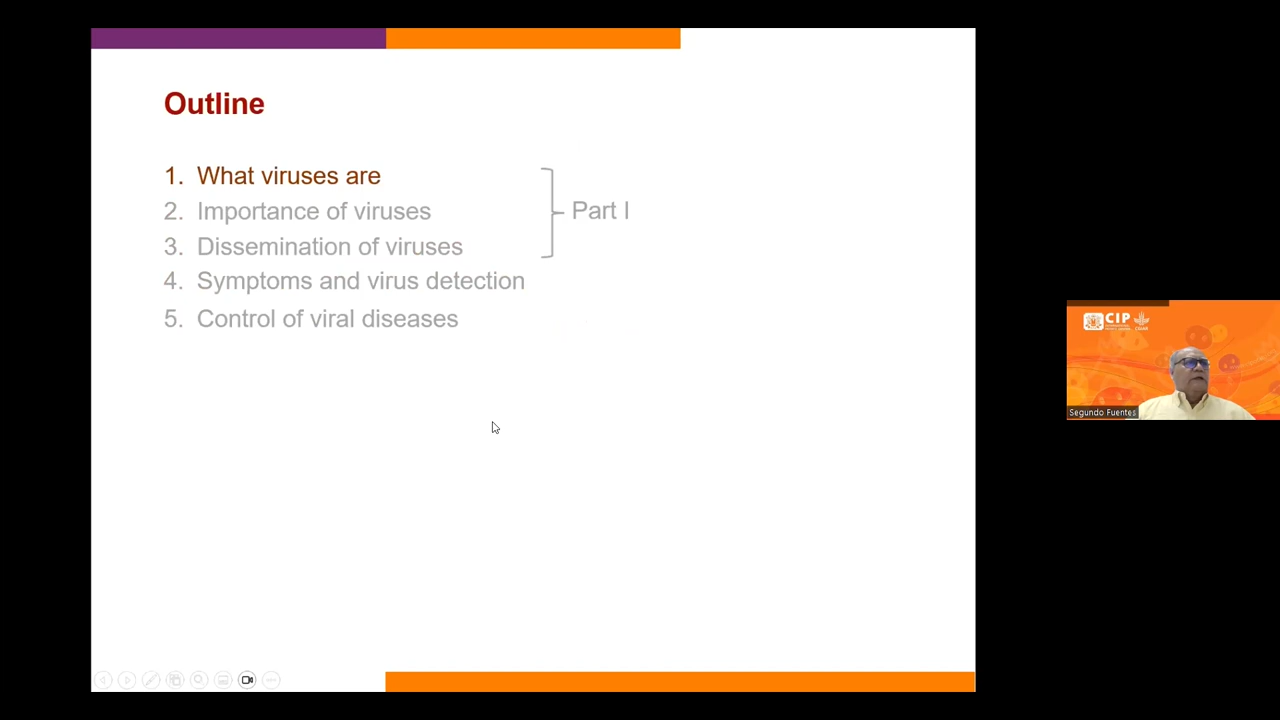 Outline
1. What viruses are
2. Importance of viruses
3. Dissemination of viruses
Part I
4. Symptoms and virus detection
5. Control of viral diseases
CIP
Segundo Fuentes